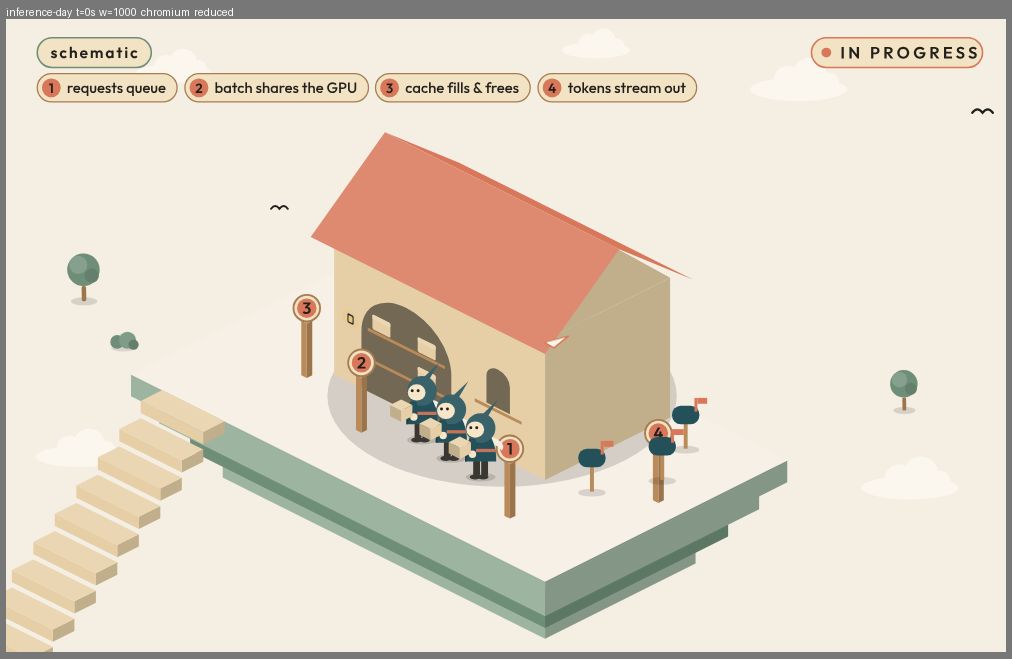 inference-day t=0s w=1000 chromium reduced
schematic
IN PROGRESS
1 requests queue
2 batch shares the GPU
3 cache fills & frees
4 tokens stream out
3
2
1
4